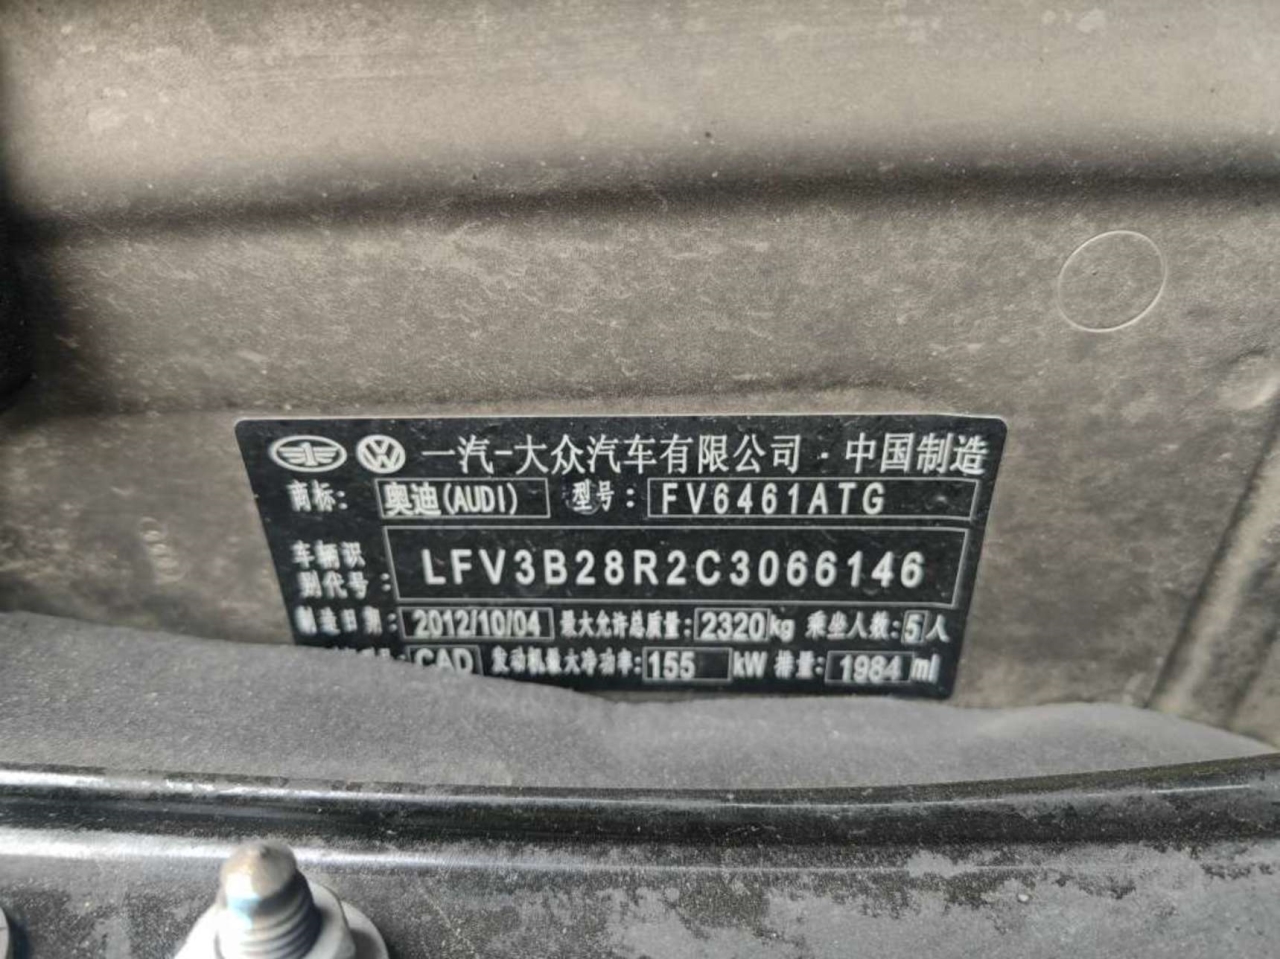 一汽-大众汽车有限公司·中国制造
商标: 奥迪(AUDI) 型号: FV6461ATG
车辆识别代号: LFV3B28R2C3066146
制造日期: 2012/10/04 最大允许总质量: 2320kg 乘坐人数: 5人
CAD 发动机最大净功率: 155 kW 排量: 1984 ml